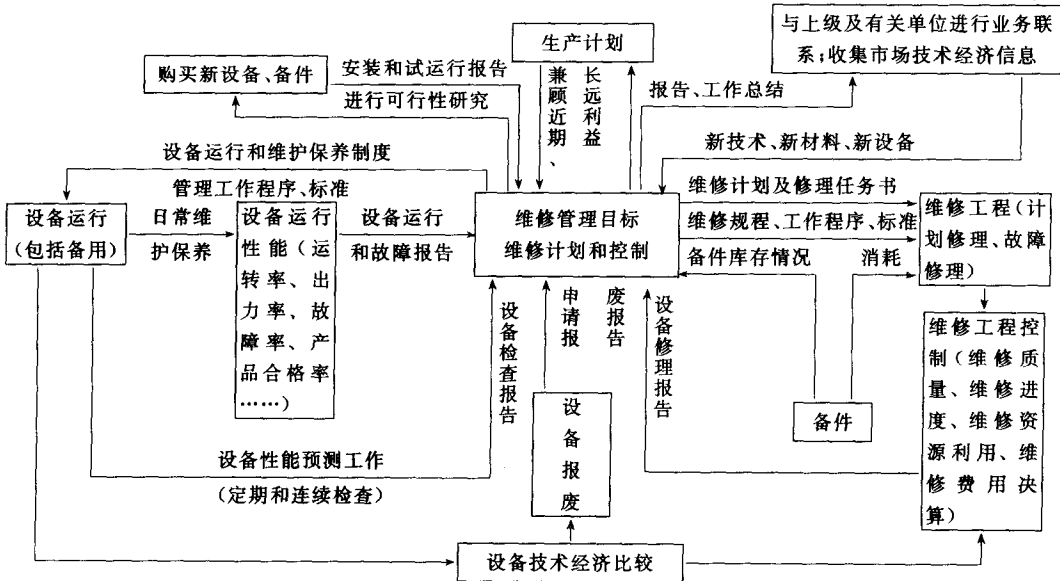 与上级及有关单位进行业务联
系;收集市场技术经济信息
生产计划
购买新设备、备件
安装和试运行报告
进行可行性研究
兼顾近期、
长远利益
报告、工作总结
新技术、新材料、新设备
设备运行和维护保养制度
管理工作程序、标准
维修计划及修理任务书
设备运行
(包括备用)
日常维
护保养
设备运行
性能(运
转率、出
力率、故
障率、产
品合格率
……)
设备运行
和故障报告
维修管理目标
维修计划和控制
维修规程、工作程序、标准
备件库存情况
消耗
维修工程(计
划修理、故障
修理)
设备检查报告
申请报
废报告
设备修理报告
维修工程控
制(维修质
量、维修进
度、维修资
源利用、维
修费用决
算)
备件
设备报废
设备性能预测工作
(定期和连续检查)
设备技术经济比较